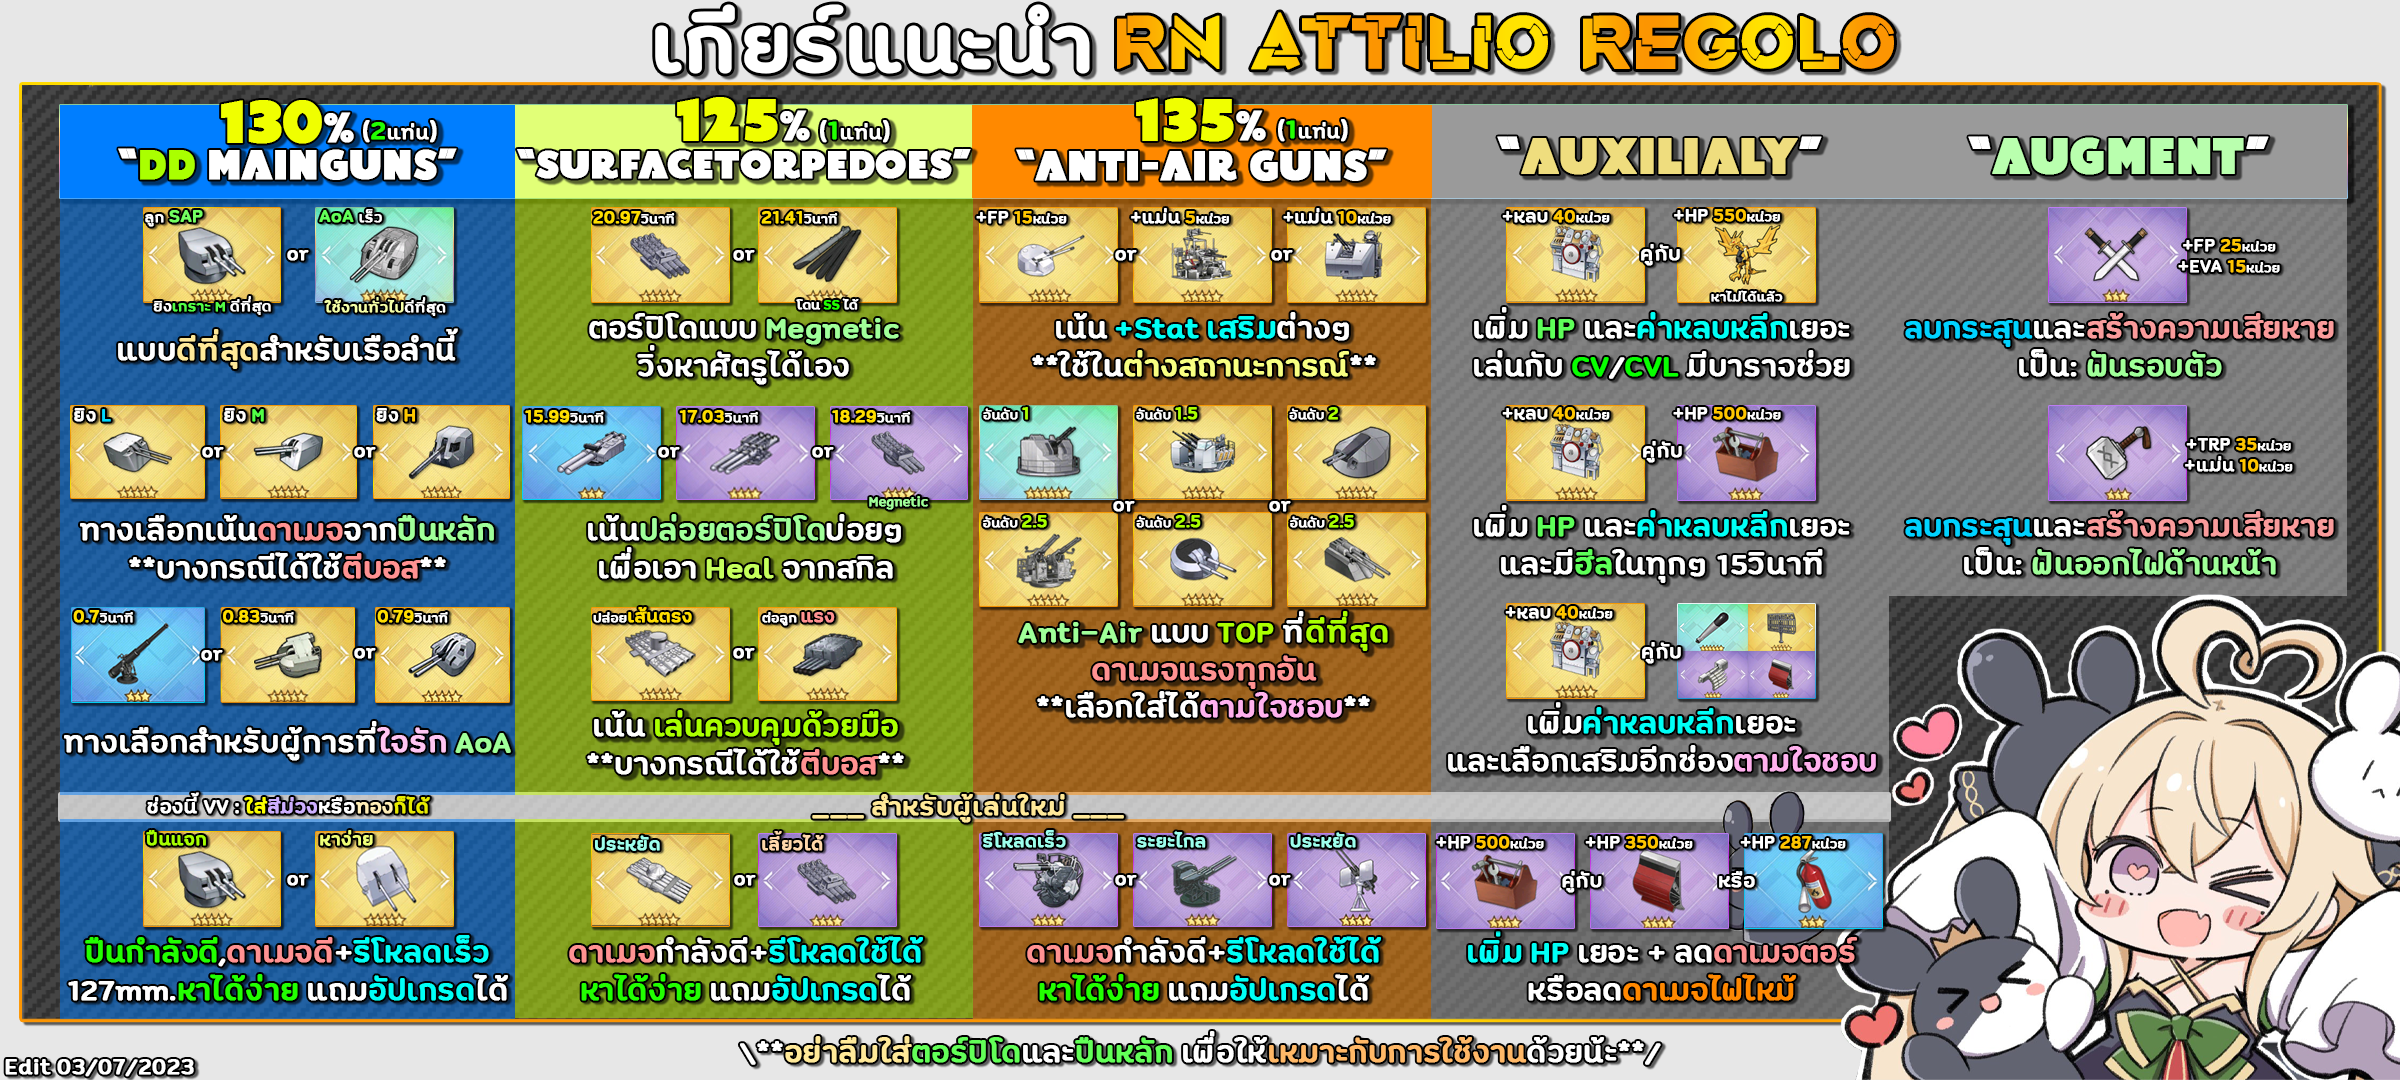 เกียร์แนะนำ RN ATTILIO REGOLO
130% (2แท่น)
"DD MAINGUNS"
125% (1แท่น)
"SURFACETORPEDOES"
135% (1แท่น)
"ANTI-AIR GUNS"
"AUXILIALY"
"AUGMENT"
ลูก SAP
ยิงเกราะ M ดีที่สุด
or
AoA เร็ว
ใช้งานทั่วไปดีที่สุด
แบบดีที่สุดสำหรับเรือลำนี้
ยิง L
or
ยิง M
or
ยิง H
ทางเลือกเน้นดาเมจจากปืนหลัก
**บางกรณีได้ใช้ตีบอส**
0.7วินาที
or
0.83วินาที
or
0.79วินาที
ทางเลือกสำหรับผู้การที่ใจรัก AoA
20.97วินาที
or
21.41วินาที
โดน SS ได้
ตอร์ปิโดแบบ Megnetic
วิ่งหาศัตรูได้เอง
15.99วินาที
or
17.03วินาที
or
18.29วินาที
Megnetic
เน้นปล่อยตอร์ปิโดบ่อยๆ
เผื่อเอา Heal จากสกิล
ปล่อยเส้นตรง
or
ต่อลูก แรง
เน้น เล่นควบคุมด้วยมือ
**บางกรณีได้ใช้ตีบอส**
+FP 15หน่วย
or
+แม่น 5หน่วย
or
+แม่น 10หน่วย
เน้น +Stat เสริมต่างๆ
**ใช้ในต่างสถานะการณ์**
อันดับ 1
อันดับ 1.5
อันดับ 2
or
or
อันดับ 2.5
อันดับ 2.5
อันดับ 2.5
Anti-Air แบบ TOP ที่ดีที่สุด
ดาเมจแรงทุกอัน
**เลือกใส่ได้ตามใจชอบ**
+หลบ 40หน่วย
คู่กับ
+HP 550หน่วย
หาไม่ได้แล้ว
เพิ่ม HP และค่าหลบหลีกเยอะ
เล่นกับ CV/CVL มีบาราจช่วย
+หลบ 40หน่วย
คู่กับ
+HP 500หน่วย
เพิ่ม HP และค่าหลบหลีกเยอะ
และมีฮีลในทุกๆ 15วินาที
+หลบ 40หน่วย
คู่กับ
เพิ่มค่าหลบหลีกเยอะ
และเลือกเสริมอีกช่องตามใจชอบ
+FP 25หน่วย
+EVA 15หน่วย
ลบกระสุนและสร้างความเสียหาย
เป็น: ฟันรอบตัว
+TRP 35หน่วย
+แม่น 10หน่วย
ลบกระสุนและสร้างความเสียหาย
เป็น: ฟันออกไฟด้านหน้า
ช่องนี้ VV : ใส่สีม่วงหรือทองก็ได้
___ สำหรับผู้เล่นใหม่ ___
ปืนแจก
or
หาง่าย
ปืนกำลังดี,ดาเมจดี+รีโหลดเร็ว
127mm.หาได้ง่าย แถมอัปเกรดได้
ประหยัด
or
เลี้ยวได้
ดาเมจกำลังดี+รีโหลดใช้ได้
หาได้ง่าย แถมอัปเกรดได้
รีโหลดเร็ว
or
ระยะไกล
or
ประหยัด
ดาเมจกำลังดี+รีโหลดใช้ได้
หาได้ง่าย แถมอัปเกรดได้
+HP 500หน่วย
คู่กับ
+HP 350หน่วย
หรือ
+HP 287หน่วย
เพิ่ม HP เยอะ + ลดดาเมจตอร์
หรือลดดาเมจไฟไหม้
\**อย่าลืมใส่ตอร์ปิโดและปืนหลัก เพื่อให้เหมาะกับการใช้งานด้วยน้ะ**/
Edit 03/07/2023